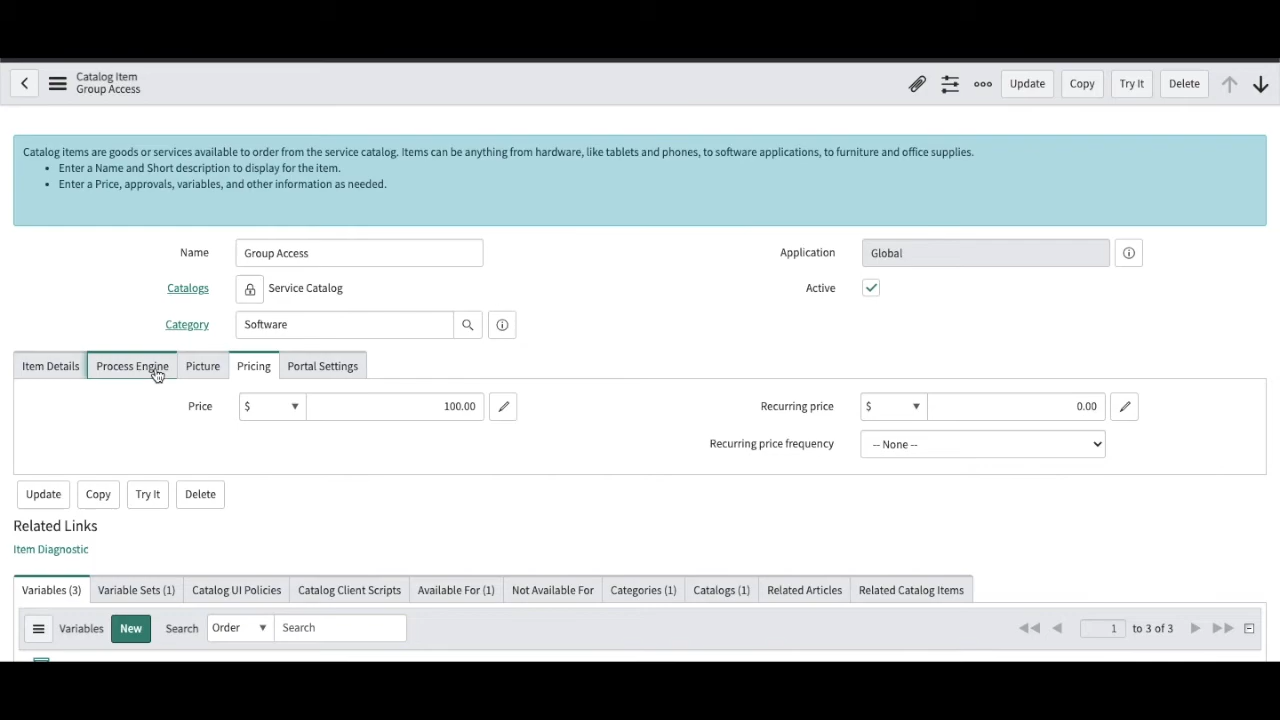 Catalog Item
Group Access
Update Copy Try It Delete
Catalog items are goods or services available to order from the service catalog. Items can be anything from hardware, like tablets and phones, to software applications, to furniture and office supplies.
• Enter a Name and Short description to display for the item.
• Enter a Price, approvals, variables, and other information as needed.
Name Group Access Application Global
Catalogs Service Catalog Active
Category Software
Item Details Process Engine Picture Pricing Portal Settings
Price $ 100.00 Recurring price $ 0.00
Recurring price frequency -- None --
Update Copy Try It Delete
Related Links
Item Diagnostic
Variables (3) Variable Sets (1) Catalog UI Policies Catalog Client Scripts Available For (1) Not Available For Categories (1) Catalogs (1) Related Articles Related Catalog Items
Variables New Search Order Search 1 to 3 of 3